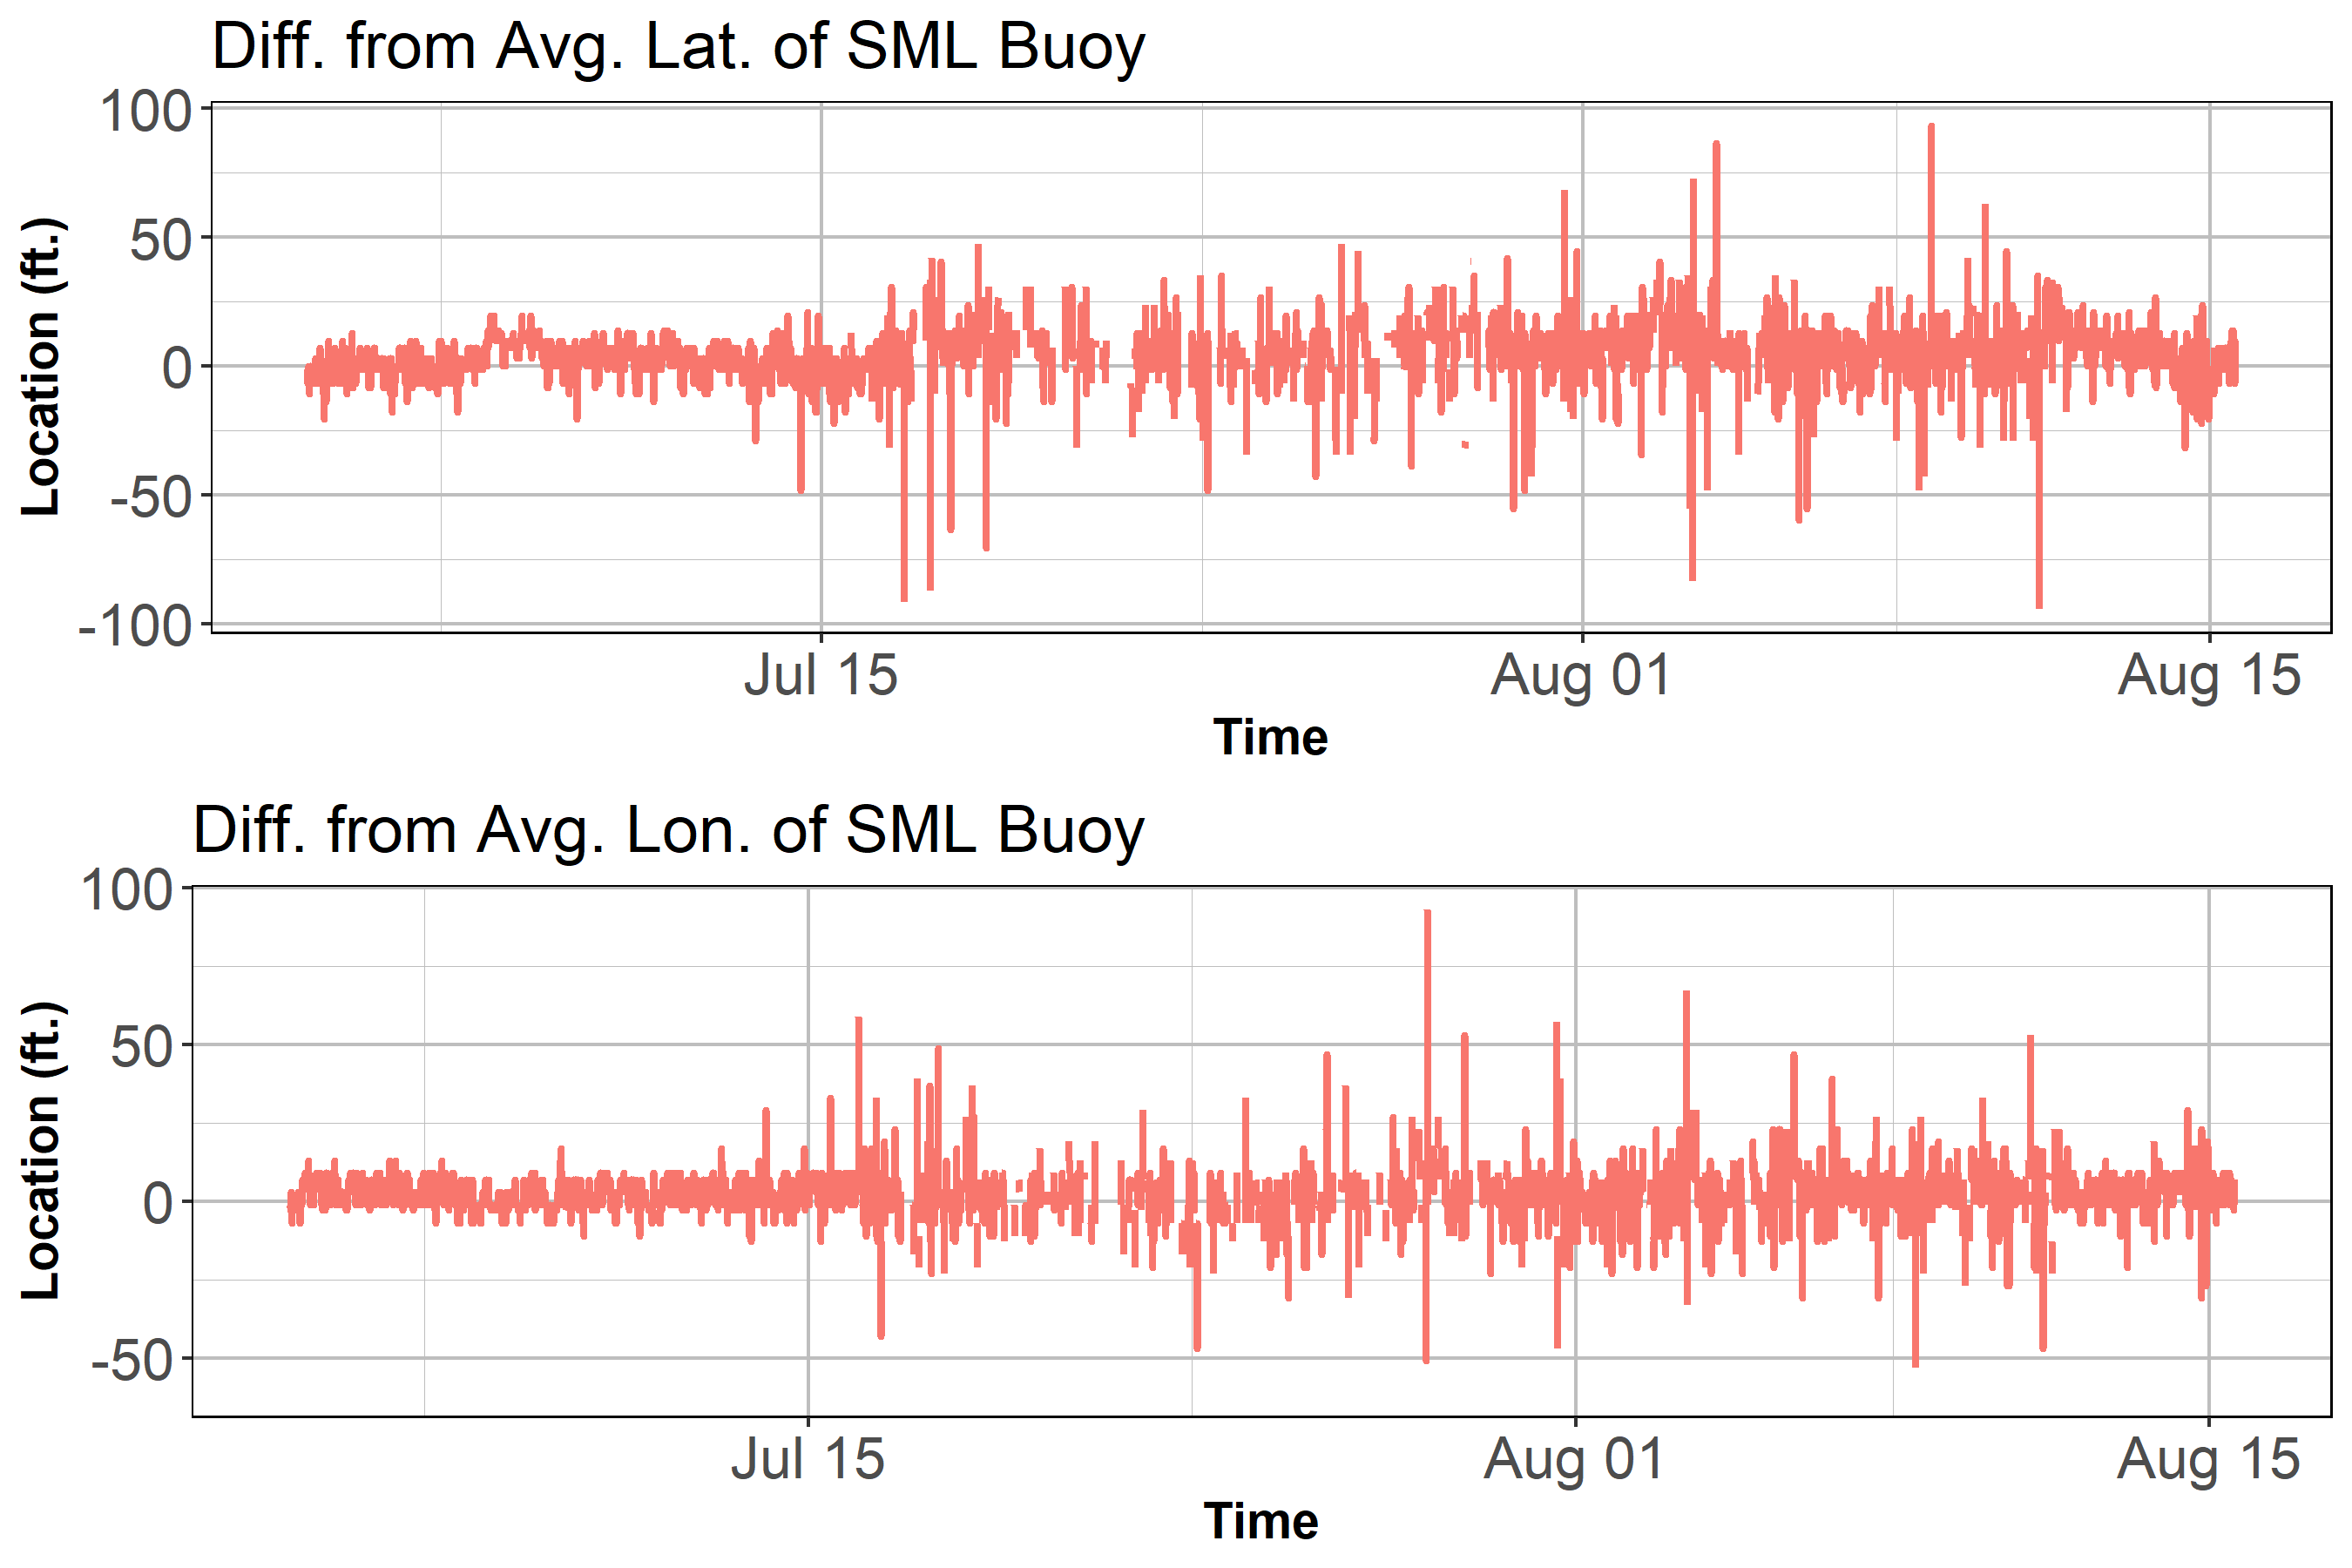 Diff. from Avg. Lat. of SML Buoy
Location (ft.)
100
50
0
-50
-100
Jul 15
Aug 01
Aug 15
Time
Diff. from Avg. Lon. of SML Buoy
Location (ft.)
100
50
0
-50
Jul 15
Aug 01
Aug 15
Time